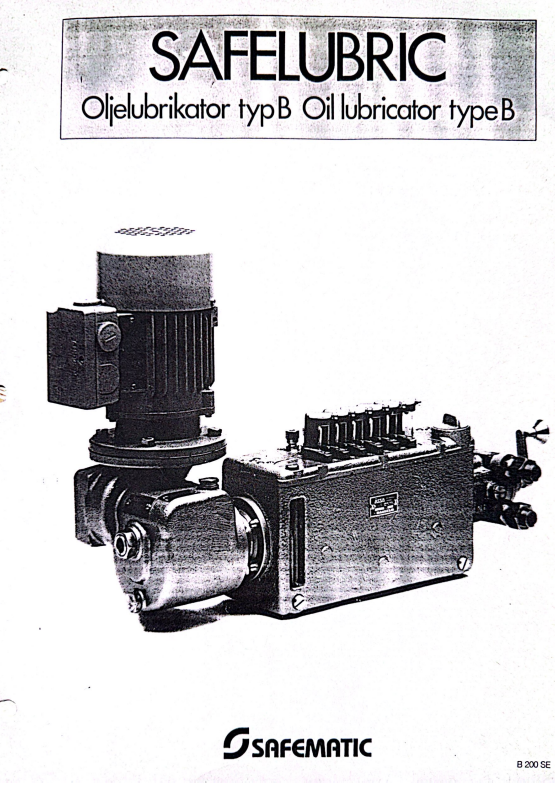 SAFELUBRIC
Oljelubrikator typ B Oil lubricator type B
SAFEMATIC
B 200 SE